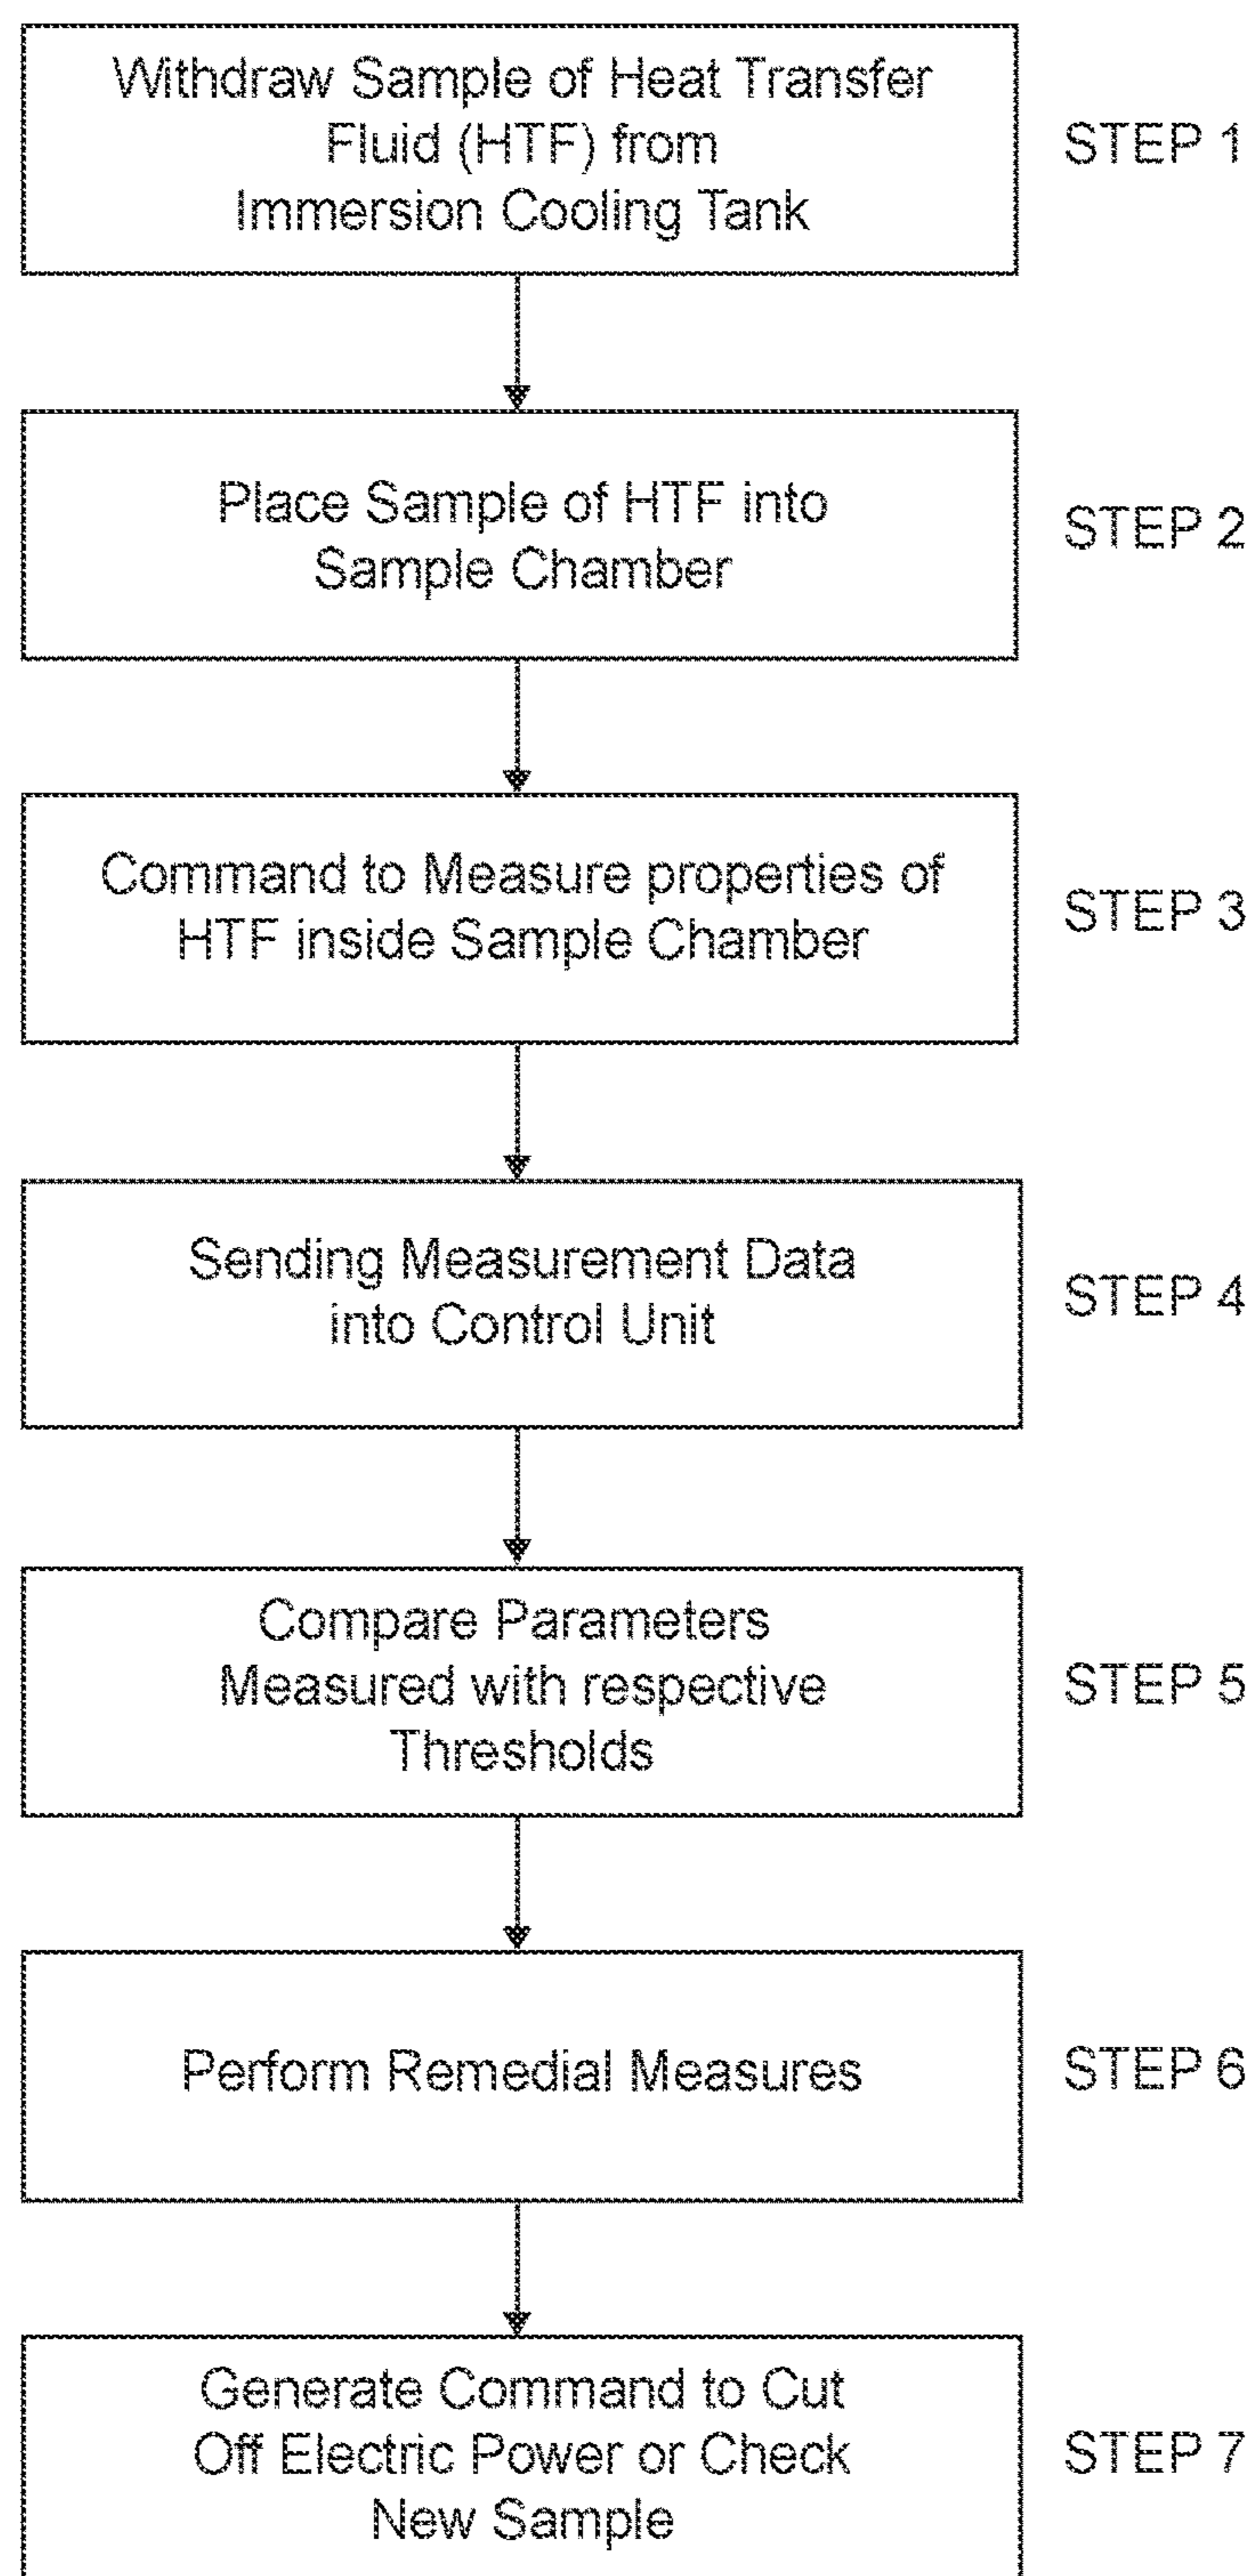 Withdraw Sample of Heat Transfer
Fluid (HTF) from
Immersion Cooling Tank
STEP 1
Place Sample of HTF into
Sample Chamber
STEP 2
Command to Measure properties of
HTF inside Sample Chamber
STEP 3
Sending Measurement Data
into Control Unit
STEP 4
Compare Parameters
Measured with respective
Thresholds
STEP 5
Perform Remedial Measures
STEP 6
Generate Command to Cut
Off Electric Power or Check
New Sample
STEP 7